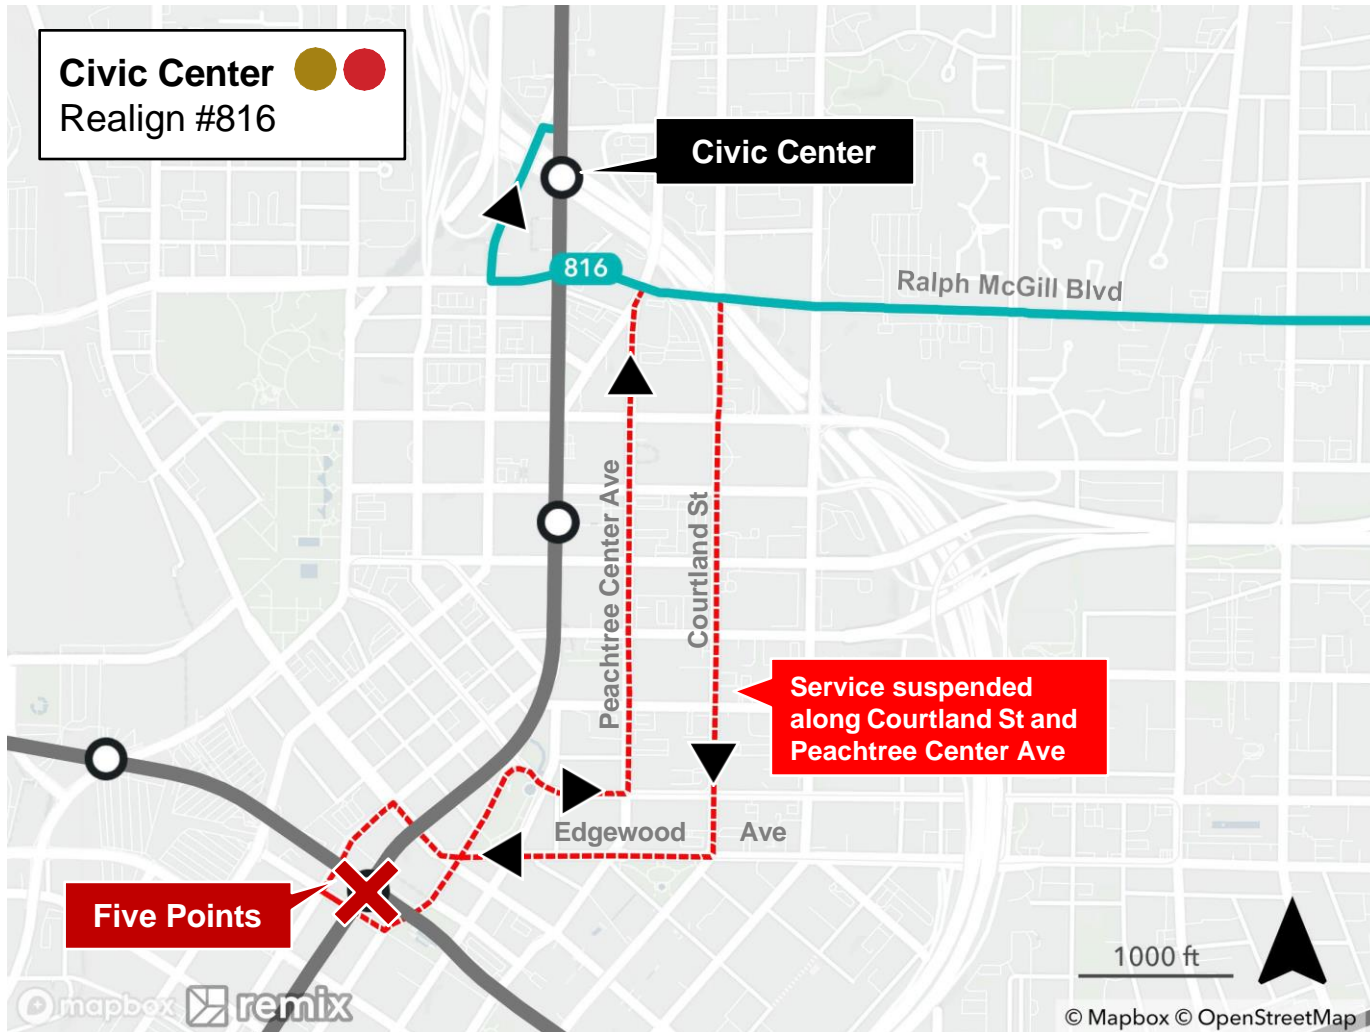 Civic Center
Realign #816
Civic Center
816
Ralph McGill Blvd
Peachtree Center Ave
Courtland St
Service suspended
along Courtland St and
Peachtree Center Ave
Edgewood Ave
Five Points
1000 ft
mapbox remix
© Mapbox © OpenStreetMap